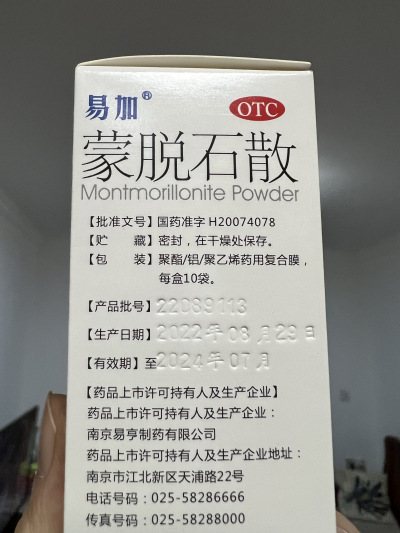 易加®
OTC
蒙脱石散
Montmorillonite Powder
【批准文号】国药准字 H20074078
【贮　藏】密封，在干燥处保存。
【包　装】聚酯/铝/聚乙烯药用复合膜，
每盒10袋。
【产品批号】22089113
【生产日期】2022年08月29日
【有效期】至2024年07月
【药品上市许可持有人及生产企业】
药品上市许可持有人及生产企业：
南京易亨制药有限公司
药品上市许可持有人及生产企业地址：
南京市江北新区天浦路22号
电话号码：025-58286666
传真号码：025-58288000